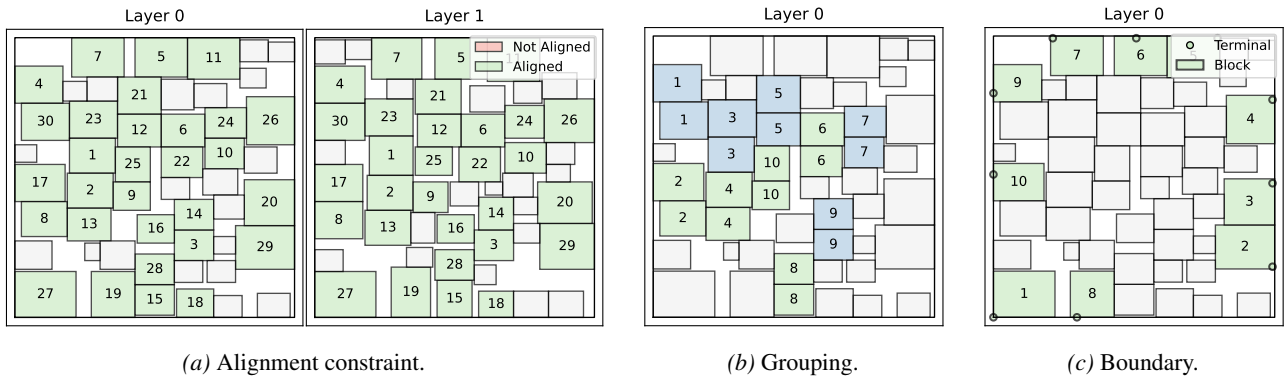 Layer 0
Layer 1
Layer 0
Layer 0
7 5 11
4
21
30 23 12 6 24 26
1 25 22 10
17 2 9
8 13 16 14 20
3 29
28
27 19 15 18
Not Aligned
Aligned
7 5 11
4
21
30 23 12 6 24 26
1 25 22 10
17 2 9
8 13 16 14 20
3 29
28
27 19 15 18
1 5
1 3 5 6 7
3 10 6 7
2 4 10
2 4 9
9
8
8
Terminal
Block
7 6 5
9
4
10
3
2
1 8
(a) Alignment constraint.
(b) Grouping.
(c) Boundary.